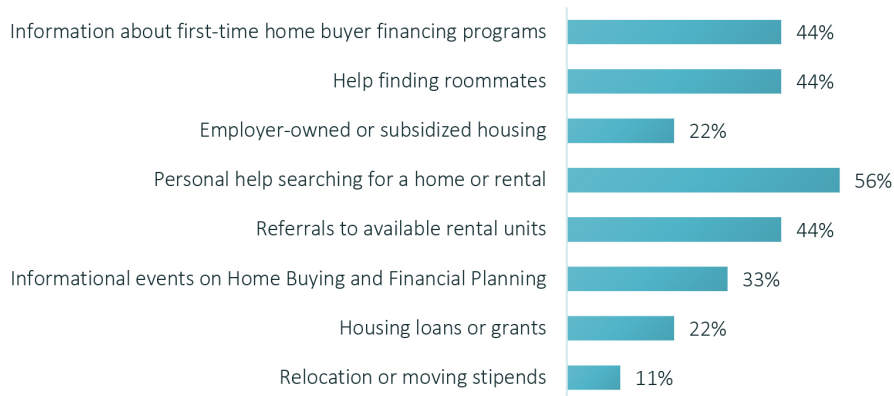 Information about first-time home buyer financing programs 44%
Help finding roommates 44%
Employer-owned or subsidized housing 22%
Personal help searching for a home or rental 56%
Referrals to available rental units 44%
Informational events on Home Buying and Financial Planning 33%
Housing loans or grants 22%
Relocation or moving stipends 11%